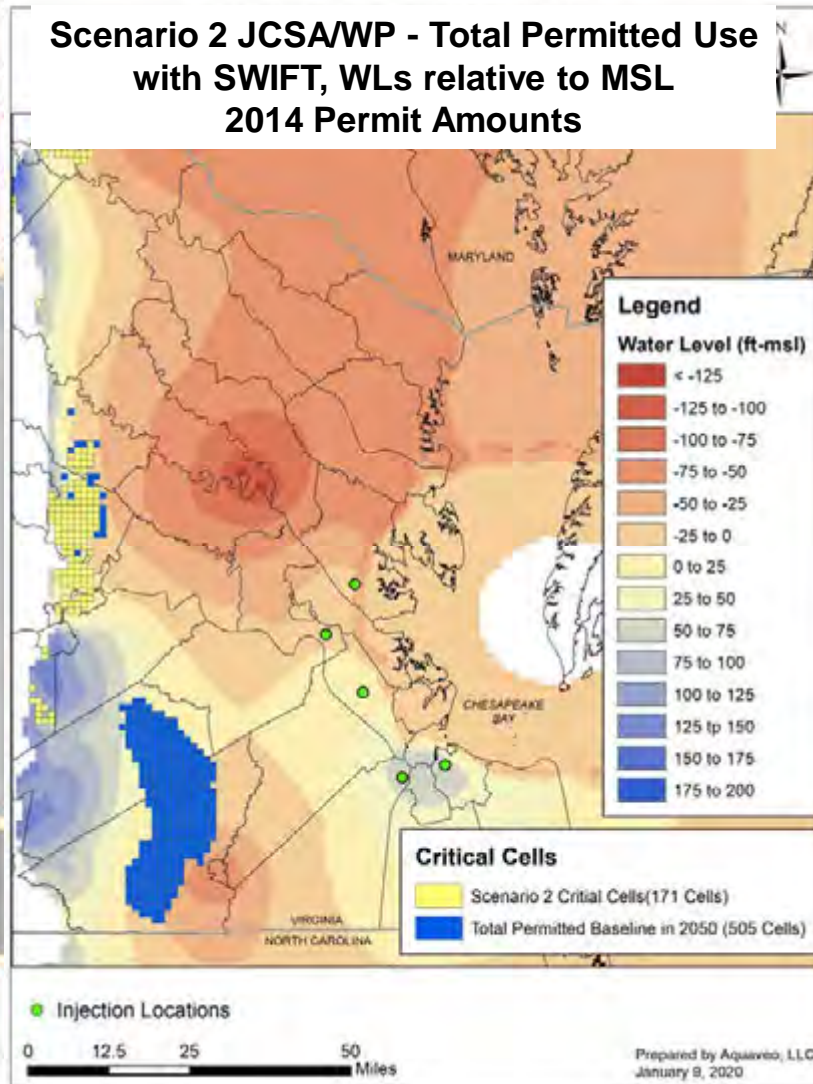 Scenario 2 JCSA/WP - Total Permitted Use
with SWIFT, WLs relative to MSL
2014 Permit Amounts
N
MARYLAND
Legend
Water Level (ft-msl)
< -125
-125 to -100
-100 to -75
-75 to -50
-50 to -25
-25 to 0
0 to 25
25 to 50
50 to 75
75 to 100
100 to 125
125 tp 150
150 to 175
175 to 200
CHESAPEAKE
BAY
Critical Cells
Scenario 2 Critial Cells(171 Cells)
Total Permitted Baseline in 2050 (505 Cells)
VIRGINIA
NORTH CAROLINA
Injection Locations
0 12.5 25 50
Miles
Prepared by Aquaveo, LLC
January 9, 2020